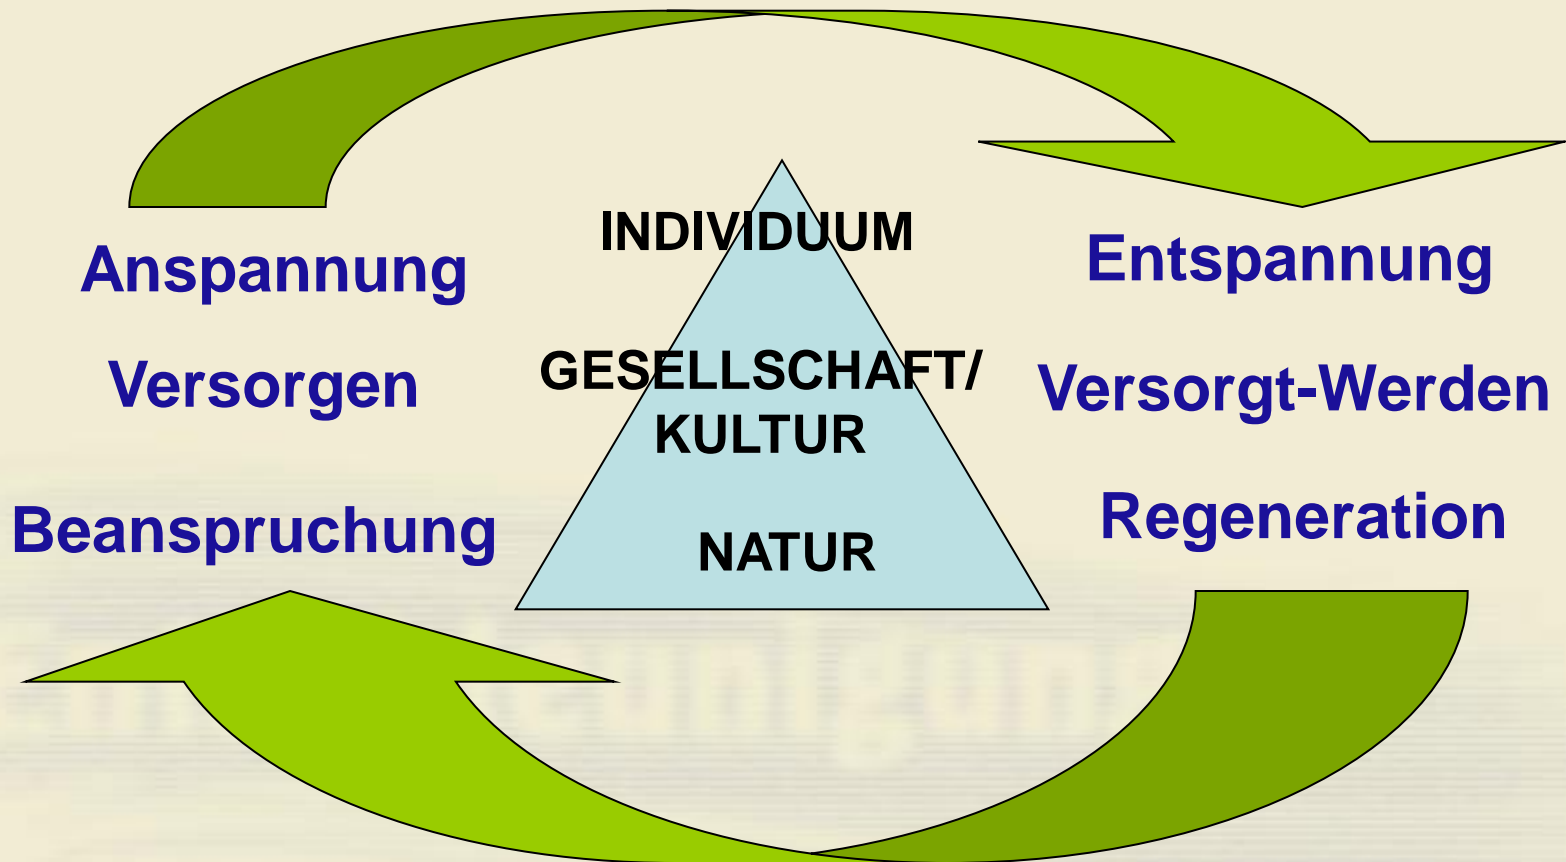 INDIVIDUUM
Anspannung
Entspannung
GESELLSCHAFT/
KULTUR
Versorgen
Versorgt-Werden
NATUR
Beanspruchung
Regeneration